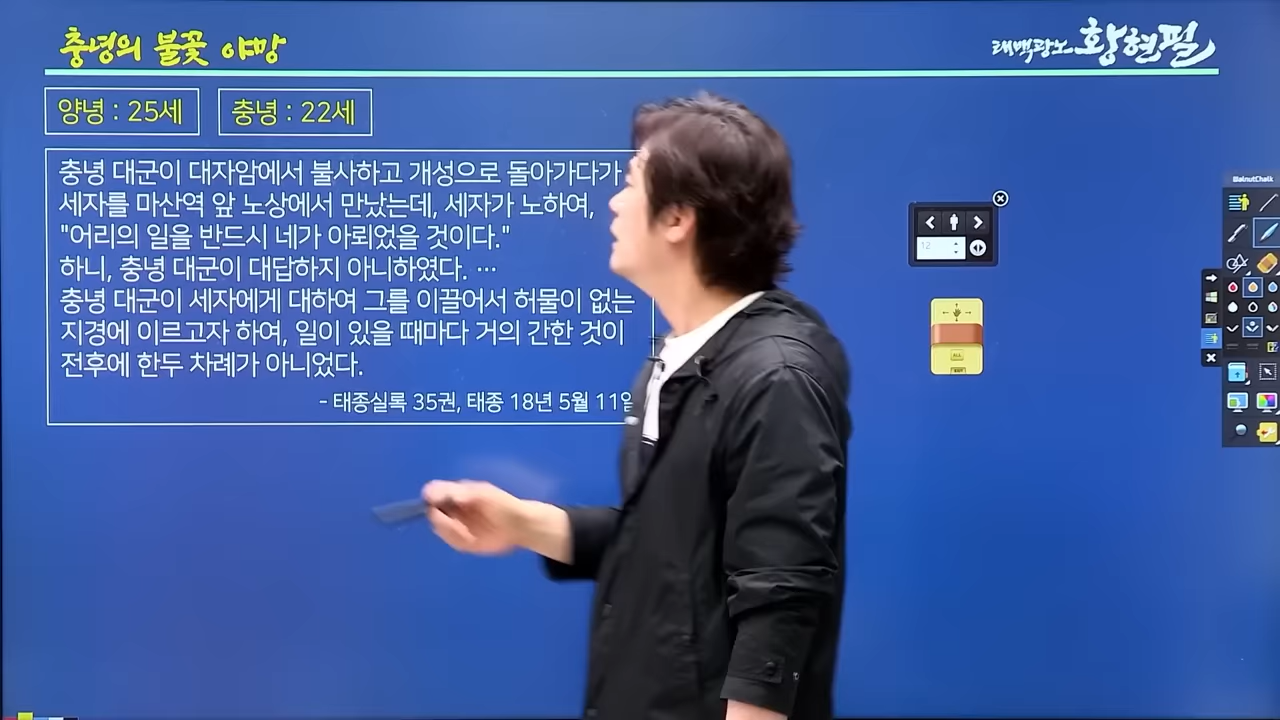 충녕의 불꽃 야망
태백광노 황현필
양녕 : 25세
충녕 : 22세
충녕 대군이 대자암에서 불사하고 개성으로 돌아가다가
세자를 마산역 앞 노상에서 만났는데, 세자가 노하여,
"어리의 일을 반드시 네가 아뢰었을 것이다."
하니, 충녕 대군이 대답하지 아니하였다. …
충녕 대군이 세자에게 대하여 그를 이끌어서 허물이 없는
지경에 이르고자 하여, 일이 있을 때마다 거의 간한 것이
전후에 한두 차례가 아니었다.
- 태종실록 35권, 태종 18년 5월 11일
WalnutChalk
12
ALL